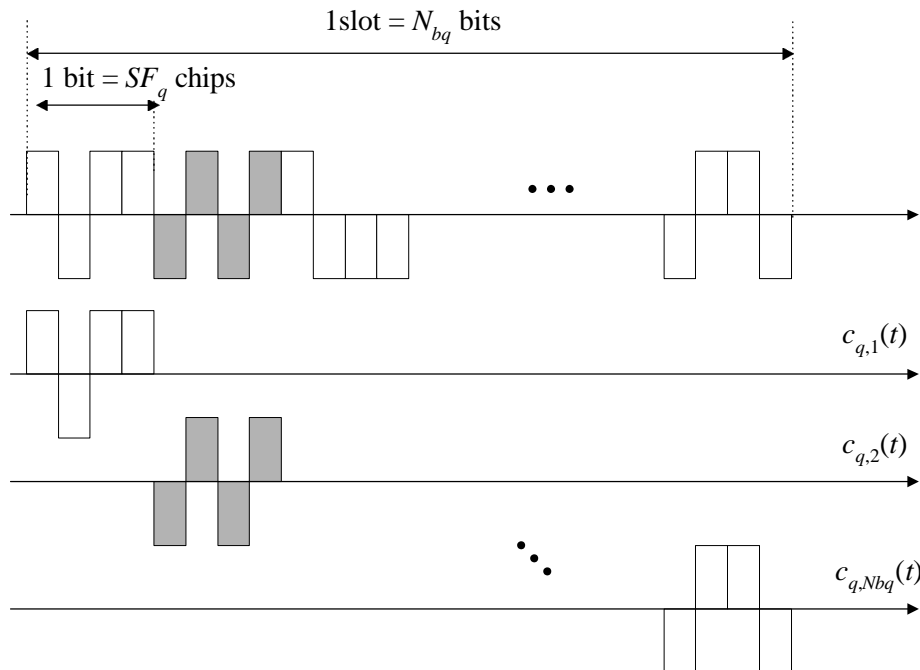 1slot = N_bq bits
1 bit = SF_q chips
c_q,1(t)
c_q,2(t)
c_q,Nbq(t)